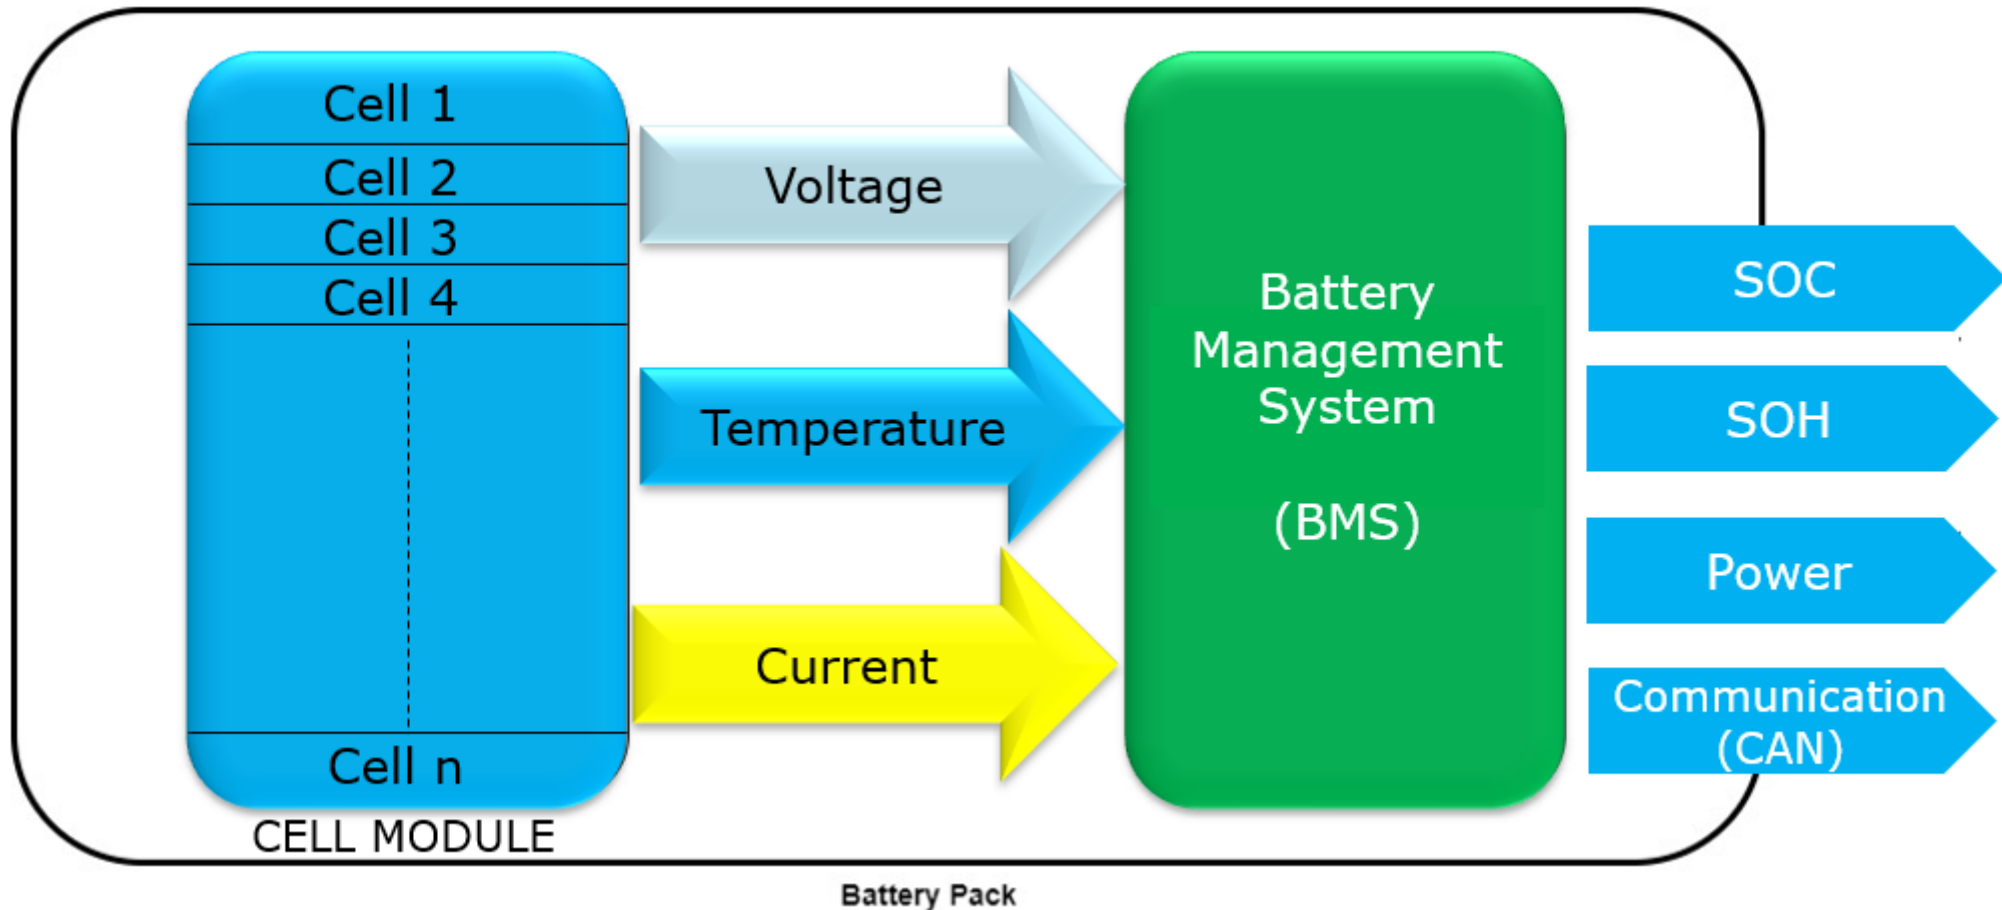 Cell 1
Cell 2
Cell 3
Cell 4
Cell n
CELL MODULE
Voltage
Temperature
Current
Battery
Management
System
(BMS)
SOC
SOH
Power
Communication
(CAN)
Battery Pack